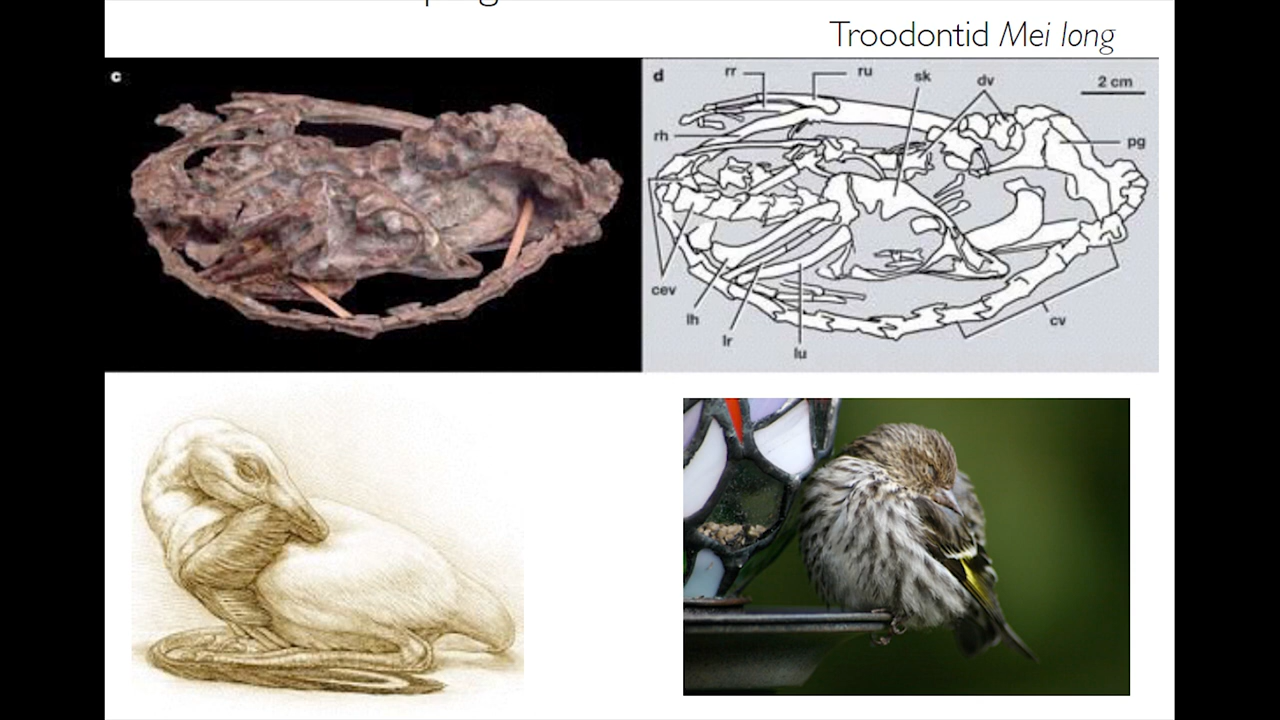 Troodontid Mei long
c
d
rr
ru
sk
dv
2 cm
rh
pg
cev
lh
lr
lu
cv